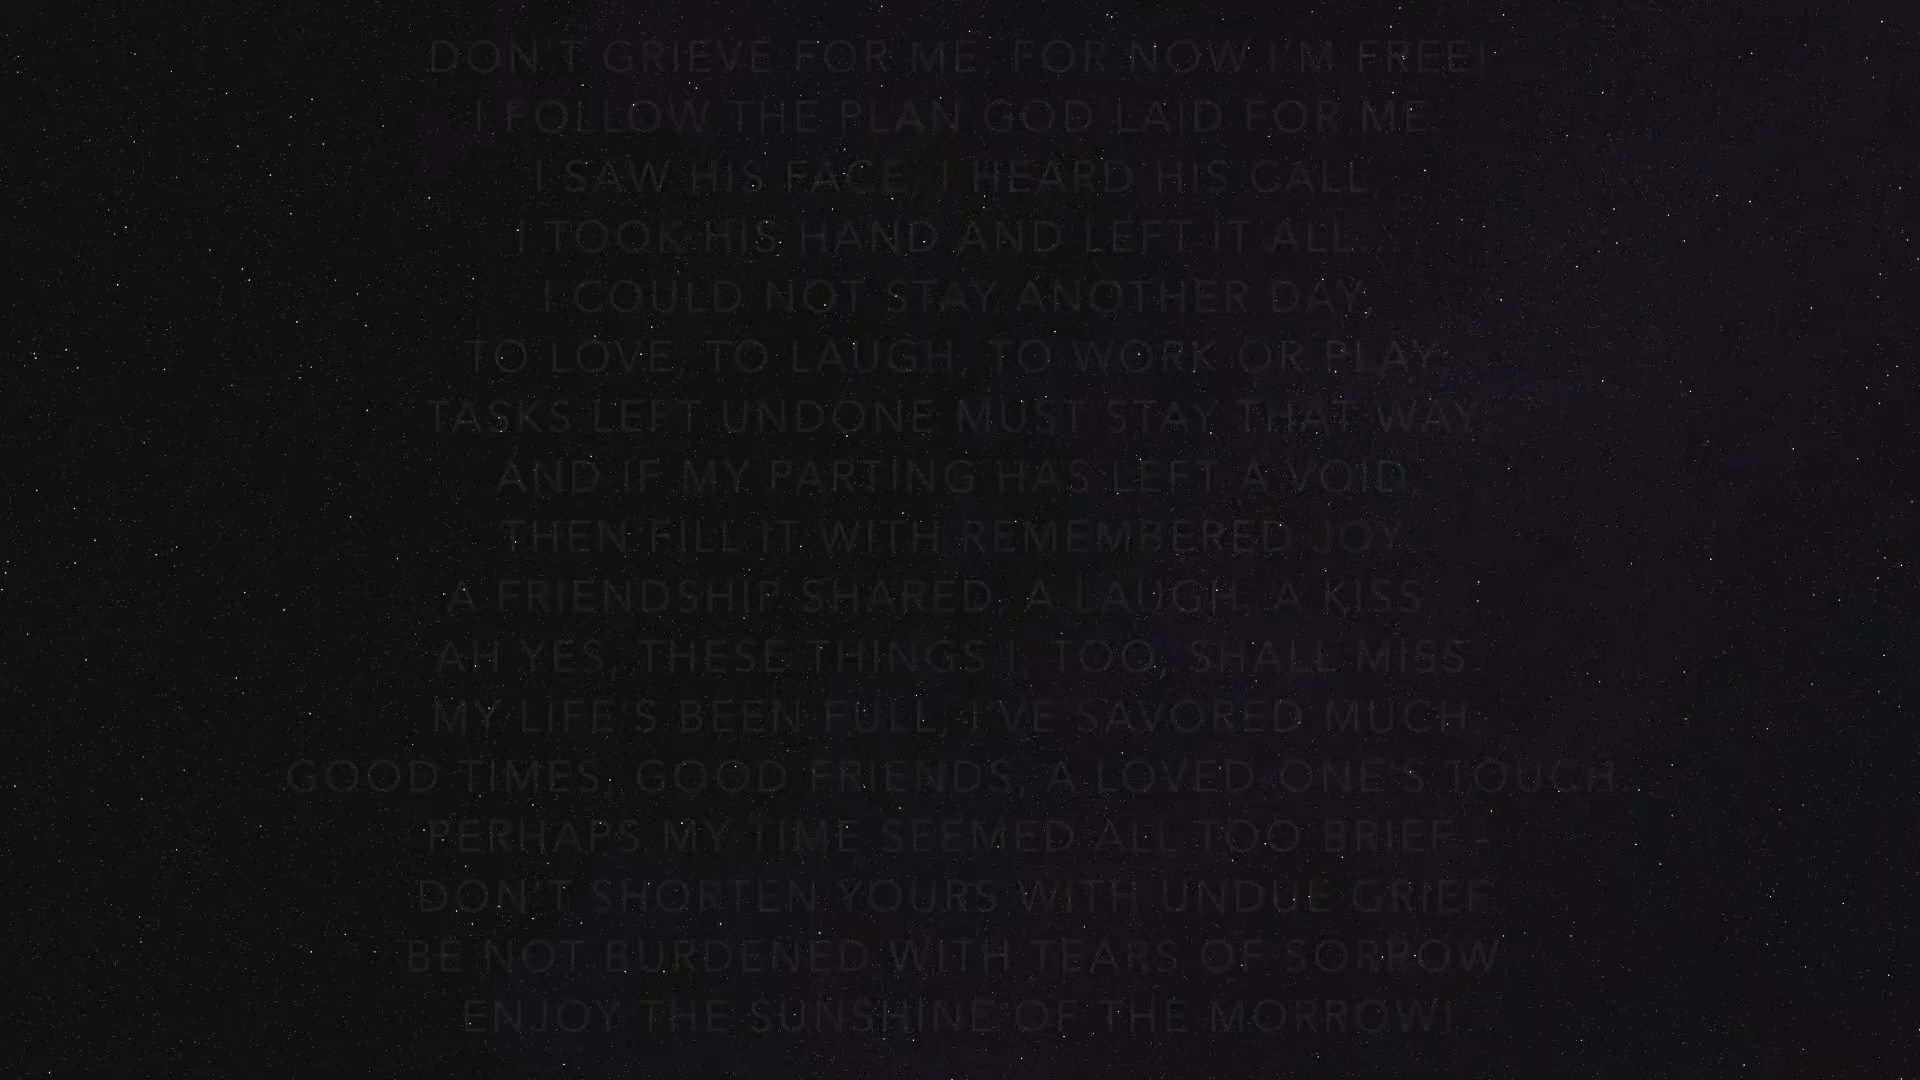 DON'T GRIEVE FOR ME, FOR NOW I'M FREE!
I FOLLOW THE PLAN GOD LAID FOR ME.
I SAW HIS FACE, I HEARD HIS CALL,
I TOOK HIS HAND AND LEFT IT ALL...
I COULD NOT STAY ANOTHER DAY,
TO LOVE, TO LAUGH, TO WORK OR PLAY;
TASKS LEFT UNDONE MUST STAY THAT WAY.
AND IF MY PARTING HAS LEFT A VOID,
THEN FILL IT WITH REMEMBERED JOY.
A FRIENDSHIP SHARED, A LAUGH, A KISS...
AH YES, THESE THINGS I, TOO, SHALL MISS.
MY LIFE'S BEEN FULL, I'VE SAVORED MUCH:
GOOD TIMES, GOOD FRIENDS, A LOVED-ONE'S TOUCH.
PERHAPS MY TIME SEEMED ALL TOO BRIEF -
DON'T SHORTEN YOURS WITH UNDUE GRIEF.
BE NOT BURDENED WITH TEARS OF SORROW,
ENJOY THE SUNSHINE OF THE MORROW!